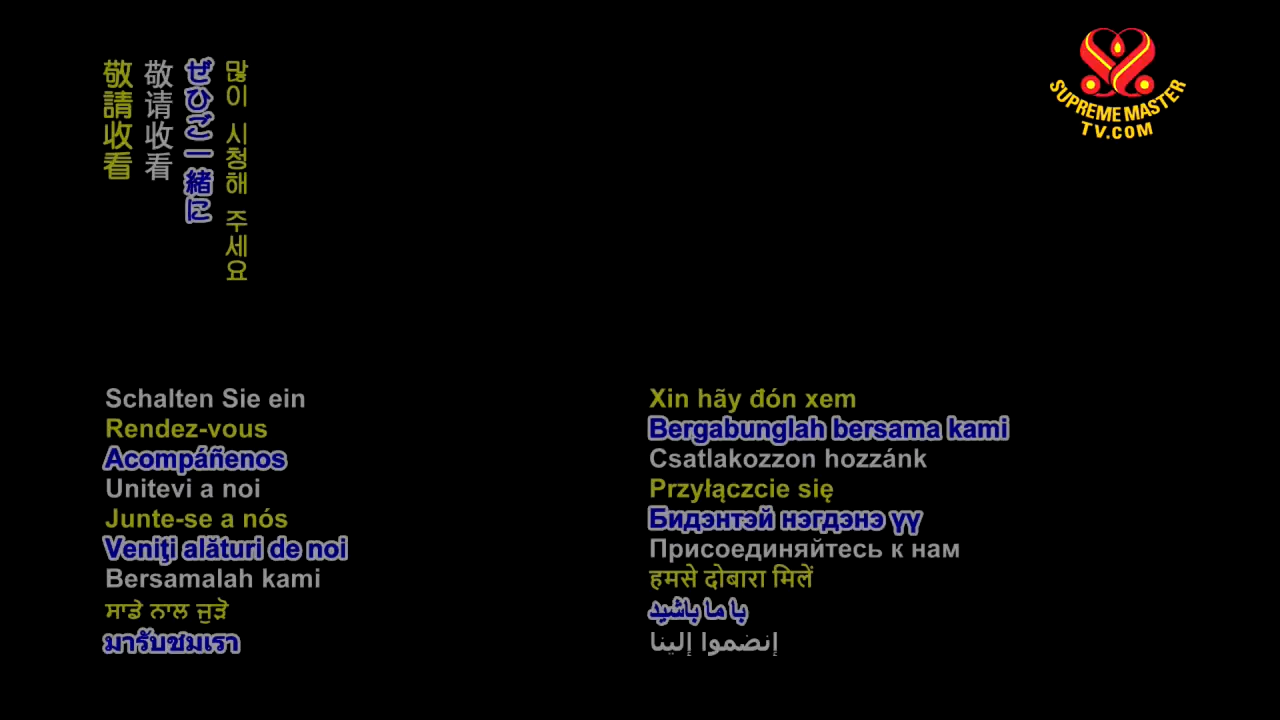 敬請收看
敬请收看
ぜひご一緒に
많이 시청해 주세요
SUPREME MASTER
TV.COM
Schalten Sie ein
Rendez-vous
Acompáñenos
Unitevi a noi
Junte-se a nós
Veniţi alături de noi
Bersamalah kami
ਸਾਡੇ ਨਾਲ ਜੁੜੋ
มารับชมเรา
Xin hãy đón xem
Bergabunglah bersama kami
Csatlakozzon hozzánk
Przyłączcie się
Бидэнтэй нэгдэнэ үү
Присоединяйтесь к нам
हमसे दोबारा मिलें
با ما باشید
إنضموا إلينا